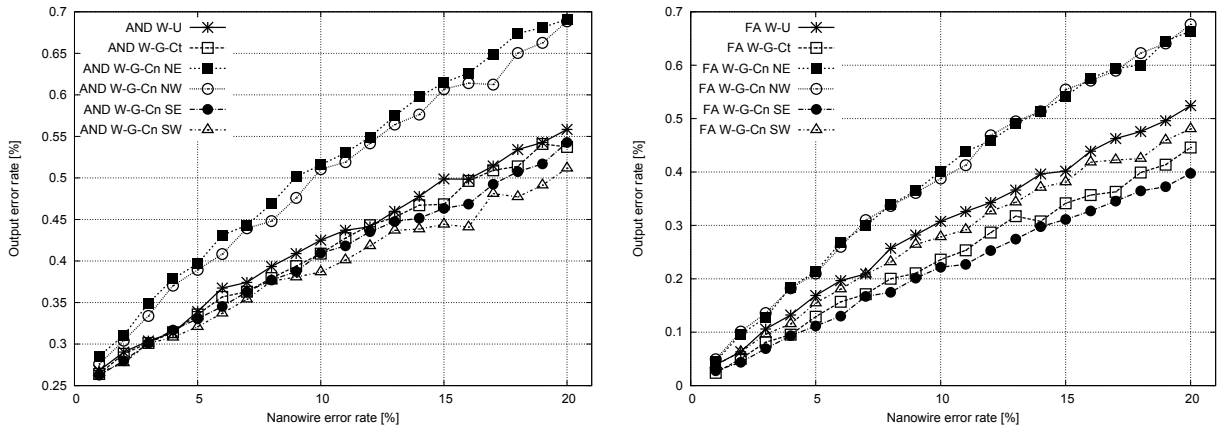 0.7
0.65
0.6
0.55
0.5
0.45
0.4
0.35
0.3
0.25
Output error rate [%]
AND W-U
AND W-G-Ct
AND W-G-Cn NE
AND W-G-Cn NW
AND W-G-Cn SE
AND W-G-Cn SW
0 5 10 15 20
Nanowire error rate [%]
0.7
0.6
0.5
0.4
0.3
0.2
0.1
0
Output error rate [%]
FA W-U
FA W-G-Ct
FA W-G-Cn NE
FA W-G-Cn NW
FA W-G-Cn SE
FA W-G-Cn SW
0 5 10 15 20
Nanowire error rate [%]